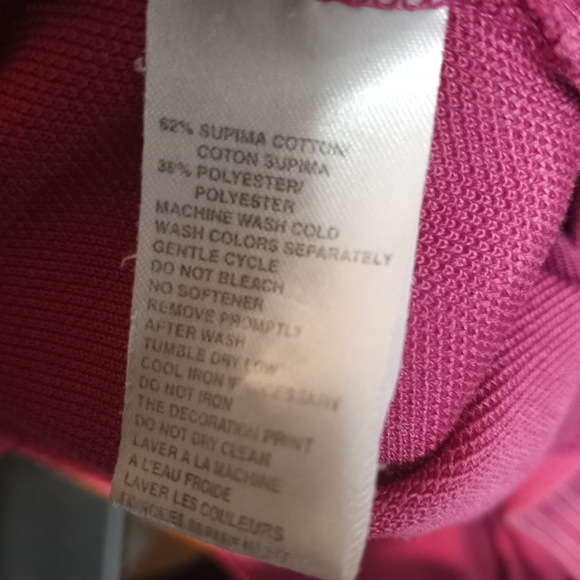 62% SUPIMA COTTON/
COTON SUPIMA
38% POLYESTER/
POLYESTER
MACHINE WASH COLD
WASH COLORS SEPARATELY
GENTLE CYCLE
DO NOT BLEACH
NO SOFTENER
REMOVE PROMPTLY
AFTER WASH
TUMBLE DRY LOW
COOL IRON IF NECESSARY
DO NOT IRON
THE DECORATION PRINT
DO NOT DRY CLEAN
LAVER A LA MACHINE
A L'EAU FROIDE
LAVER LES COULEURS